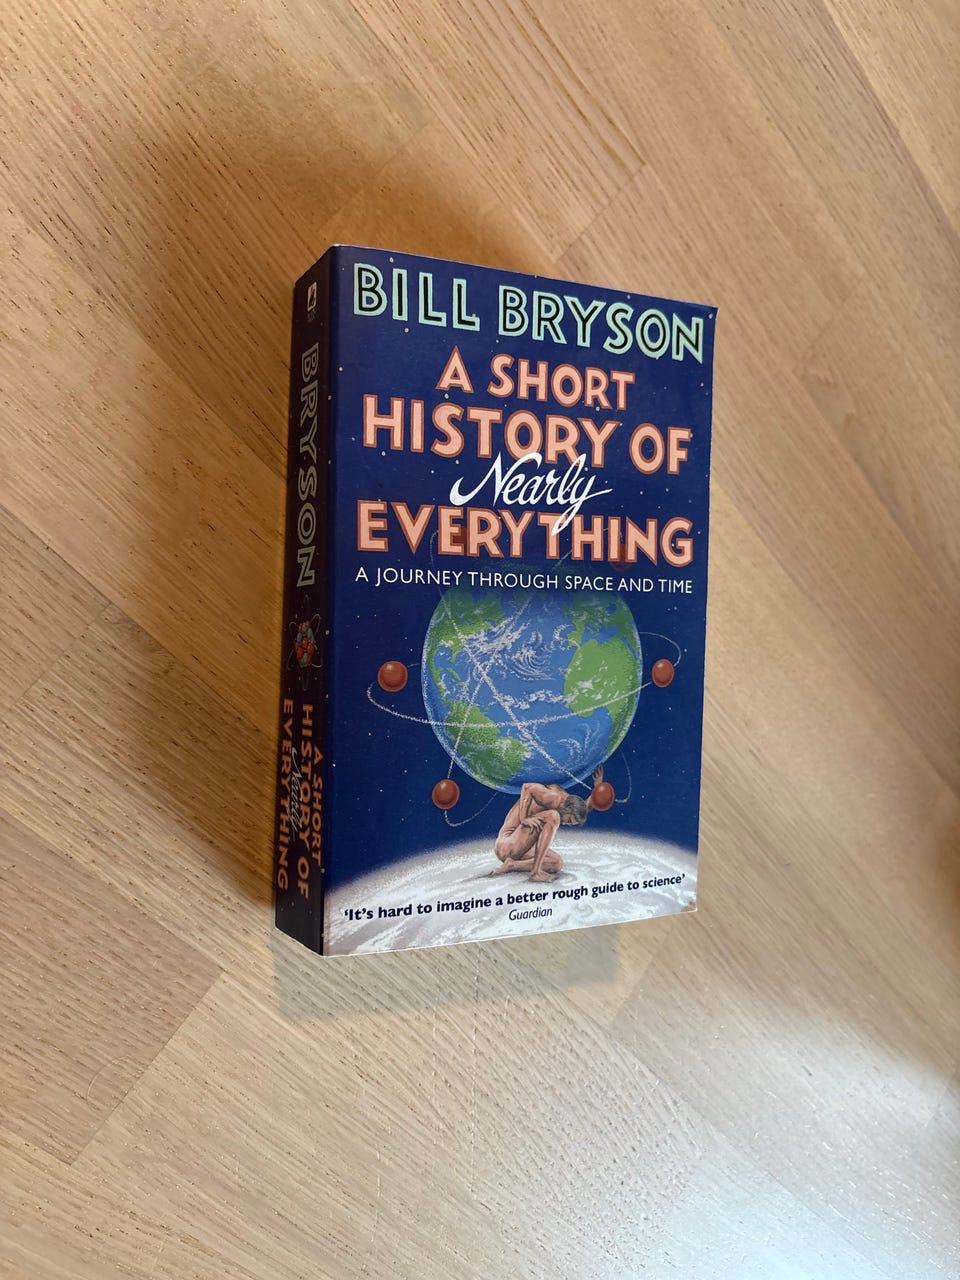 BILL BRYSON
A SHORT
HISTORY OF
Nearly
EVERYTHING
A JOURNEY THROUGH SPACE AND TIME
'It's hard to imagine a better rough guide to science'
Guardian
BRYSON
A SHORT
HISTORY OF
Nearly
EVERYTHING